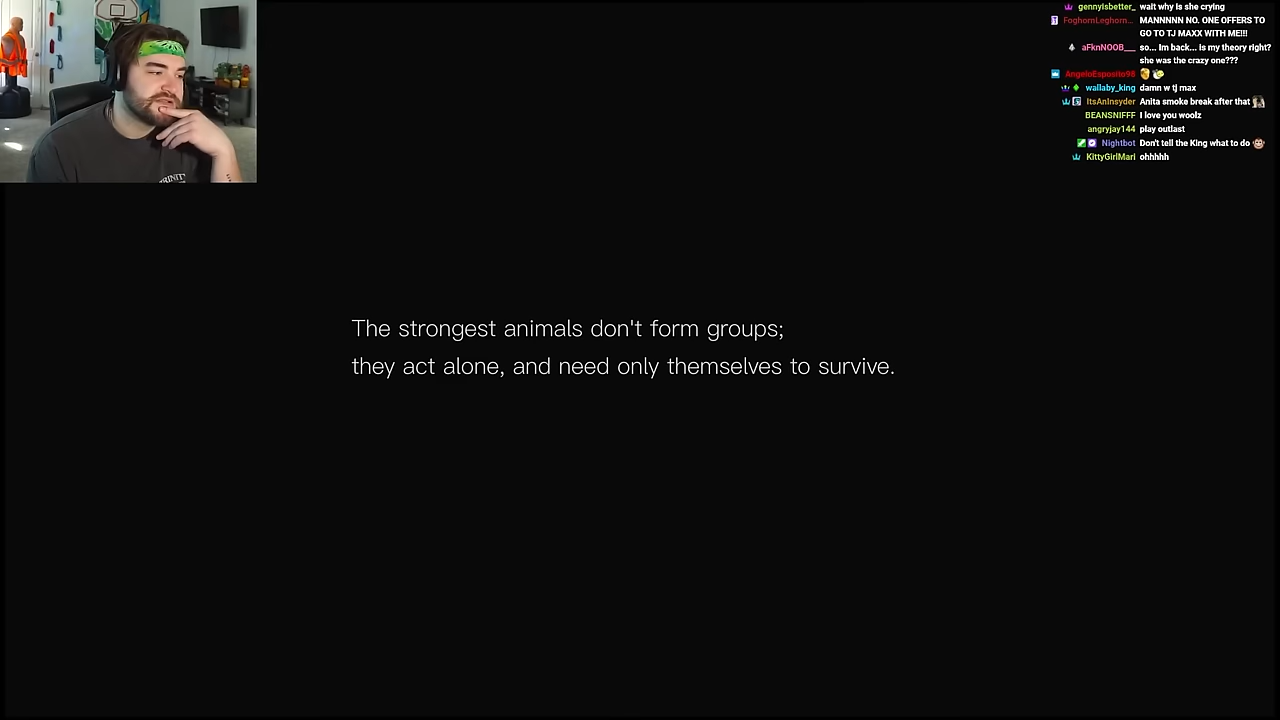 gennyisbetter_ wait why is she crying
FoghornLeghorn... MANNNNN NO. ONE OFFERS TO
GO TO TJ MAXX WITH ME!!!
aFknNOOB___ so... Im back... is my theory right?
she was the crazy one???
AngeloEsposito98
wallaby_king damn w tj max
ItsAnInsyder Anita smoke break after that
BEANSNIFFF I love you woolz
angryjay144 play outlast
Nightbot Don't tell the King what to do
KittyGirlMari ohhhhh
The strongest animals don't form groups;
they act alone, and need only themselves to survive.